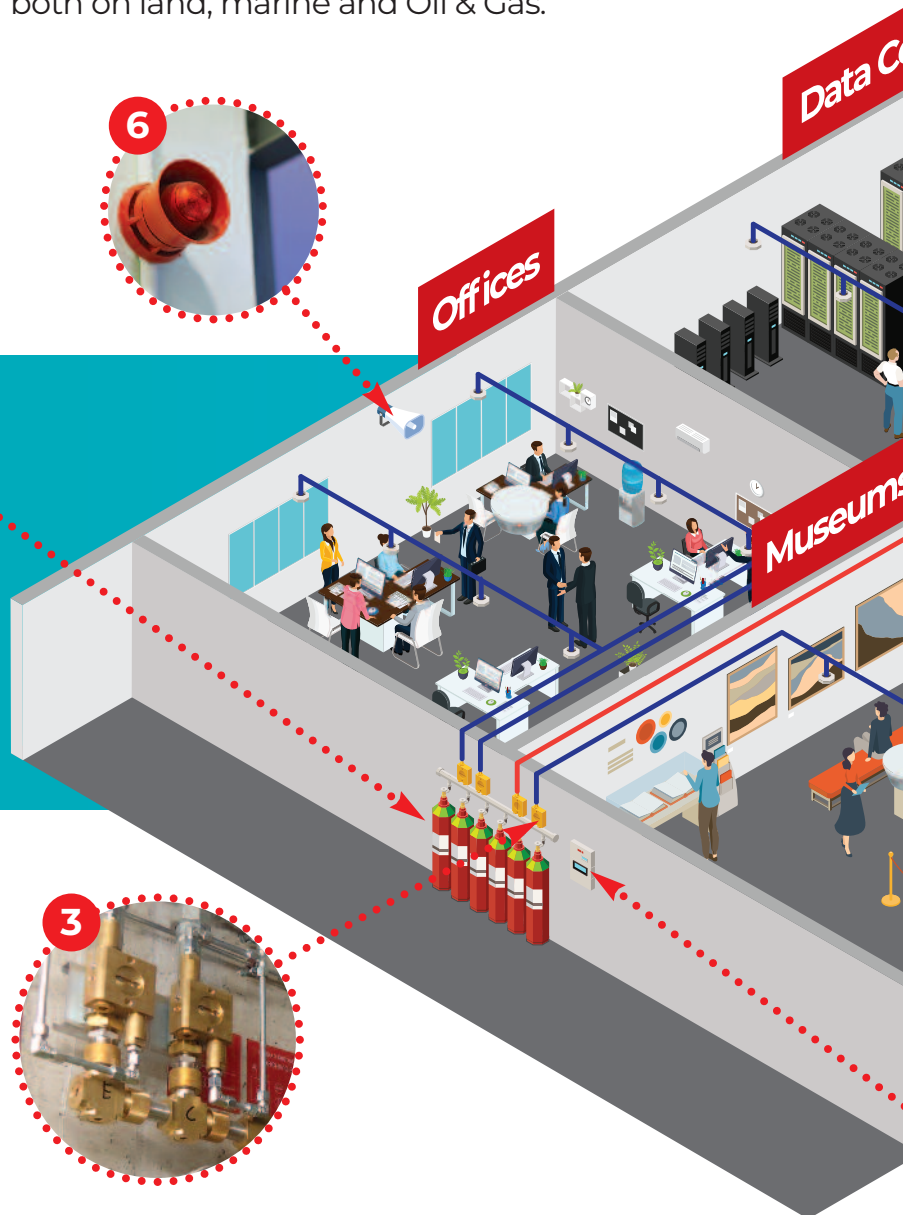 both on land, marine and Oil & Gas.
Data Ce
6
Offices
Museums
3
E
C